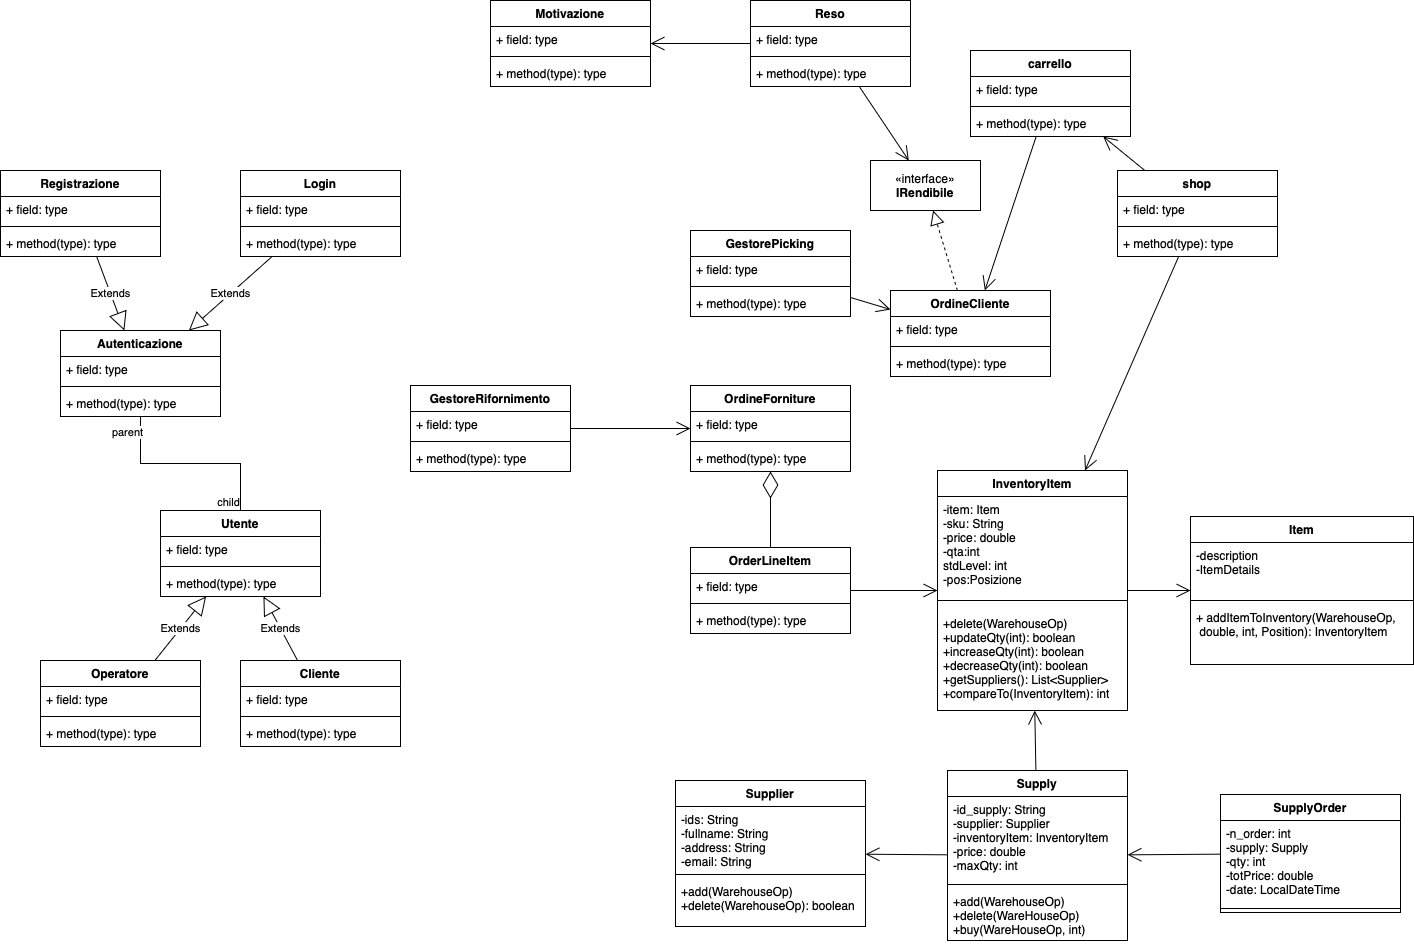 Motivazione
+ field: type
+ method(type): type
Reso
+ field: type
+ method(type): type
carrello
+ field: type
+ method(type): type
«interface»
IRendibile
shop
+ field: type
+ method(type): type
Registrazione
+ field: type
+ method(type): type
Login
+ field: type
+ method(type): type
Extends
Extends
GestorePicking
+ field: type
+ method(type): type
OrdineCliente
+ field: type
+ method(type): type
Autenticazione
+ field: type
+ method(type): type
parent
child
GestoreRifornimento
+ field: type
+ method(type): type
OrdineForniture
+ field: type
+ method(type): type
Utente
+ field: type
+ method(type): type
Extends
Extends
Operatore
+ field: type
+ method(type): type
Cliente
+ field: type
+ method(type): type
OrderLineItem
+ field: type
+ method(type): type
InventoryItem
-item: Item
-sku: String
-price: double
-qta:int
stdLevel: int
-pos:Posizione
+delete(WarehouseOp)
+updateQty(int): boolean
+increaseQty(int): boolean
+decreaseQty(int): boolean
+getSuppliers(): List<Supplier>
+compareTo(InventoryItem): int
Item
-description
-ItemDetails
+ addItemToInventory(WarehouseOp,
double, int, Position): InventoryItem
Supplier
-ids: String
-fullname: String
-address: String
-email: String
+add(WarehouseOp)
+delete(WarehouseOp): boolean
Supply
-id_supply: String
-supplier: Supplier
-inventoryItem: InventoryItem
-price: double
-maxQty: int
+add(WarehouseOp)
+delete(WareHouseOp)
+buy(WareHouseOp, int)
SupplyOrder
-n_order: int
-supply: Supply
-qty: int
-totPrice: double
-date: LocalDateTime